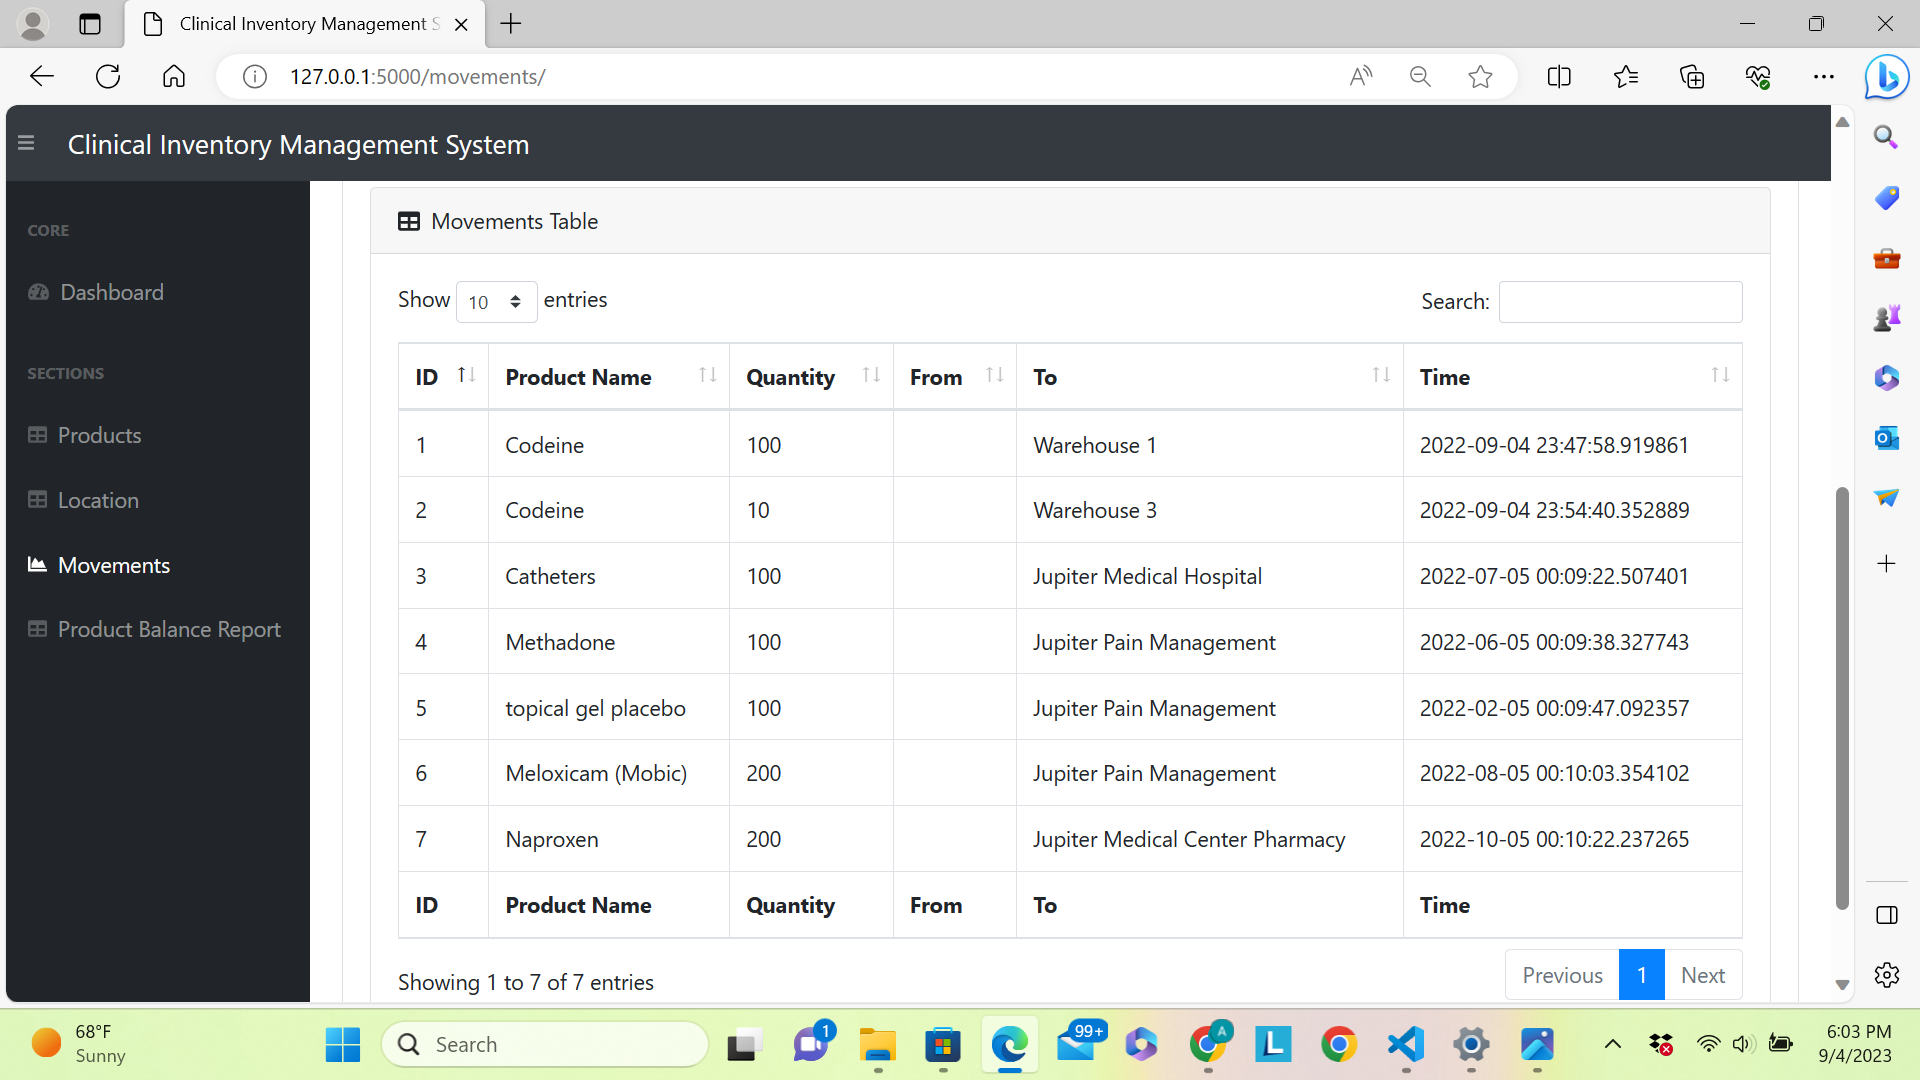 Clinical Inventory Management S
127.0.0.1:5000/movements/
Clinical Inventory Management System
CORE
Dashboard
SECTIONS
Products
Location
Movements
Product Balance Report
Movements Table
Show 10 entries
Search:
ID Product Name Quantity From To Time
1 Codeine 100 Warehouse 1 2022-09-04 23:47:58.919861
2 Codeine 10 Warehouse 3 2022-09-04 23:54:40.352889
3 Catheters 100 Jupiter Medical Hospital 2022-07-05 00:09:22.507401
4 Methadone 100 Jupiter Pain Management 2022-06-05 00:09:38.327743
5 topical gel placebo 100 Jupiter Pain Management 2022-02-05 00:09:47.092357
6 Meloxicam (Mobic) 200 Jupiter Pain Management 2022-08-05 00:10:03.354102
7 Naproxen 200 Jupiter Medical Center Pharmacy 2022-10-05 00:10:22.237265
ID Product Name Quantity From To Time
Showing 1 to 7 of 7 entries
Previous 1 Next
68°F
Sunny
Search
1
99+
A
L
6:03 PM
9/4/2023